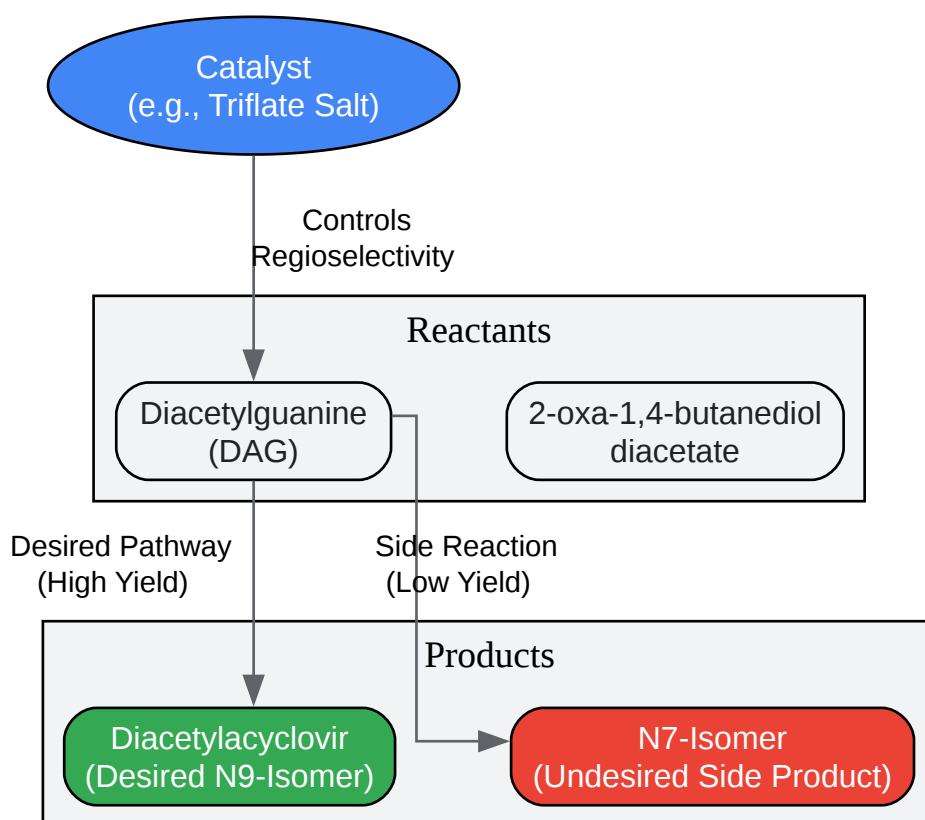 Catalyst
(e.g., Triflate Salt)
Controls
Regioselectivity
Reactants
Diacetylguanine
(DAG)
2-oxa-1,4-butanediol
diacetate
Desired Pathway
(High Yield)
Side Reaction
(Low Yield)
Products
Diacetylacyclovir
(Desired N9-Isomer)
N7-Isomer
(Undesired Side Product)